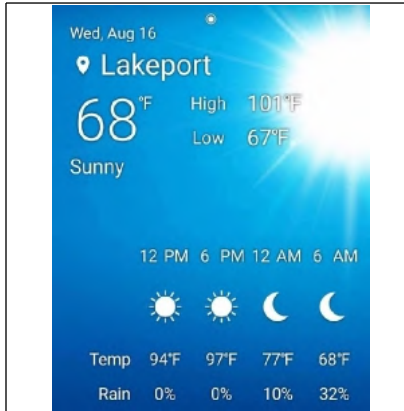 Wed, Aug 16
Lakeport
68 °F
High 101°F
Low 67°F
Sunny
12 PM 6 PM 12 AM 6 AM
Temp 94°F 97°F 77°F 68°F
Rain 0% 0% 10% 32%